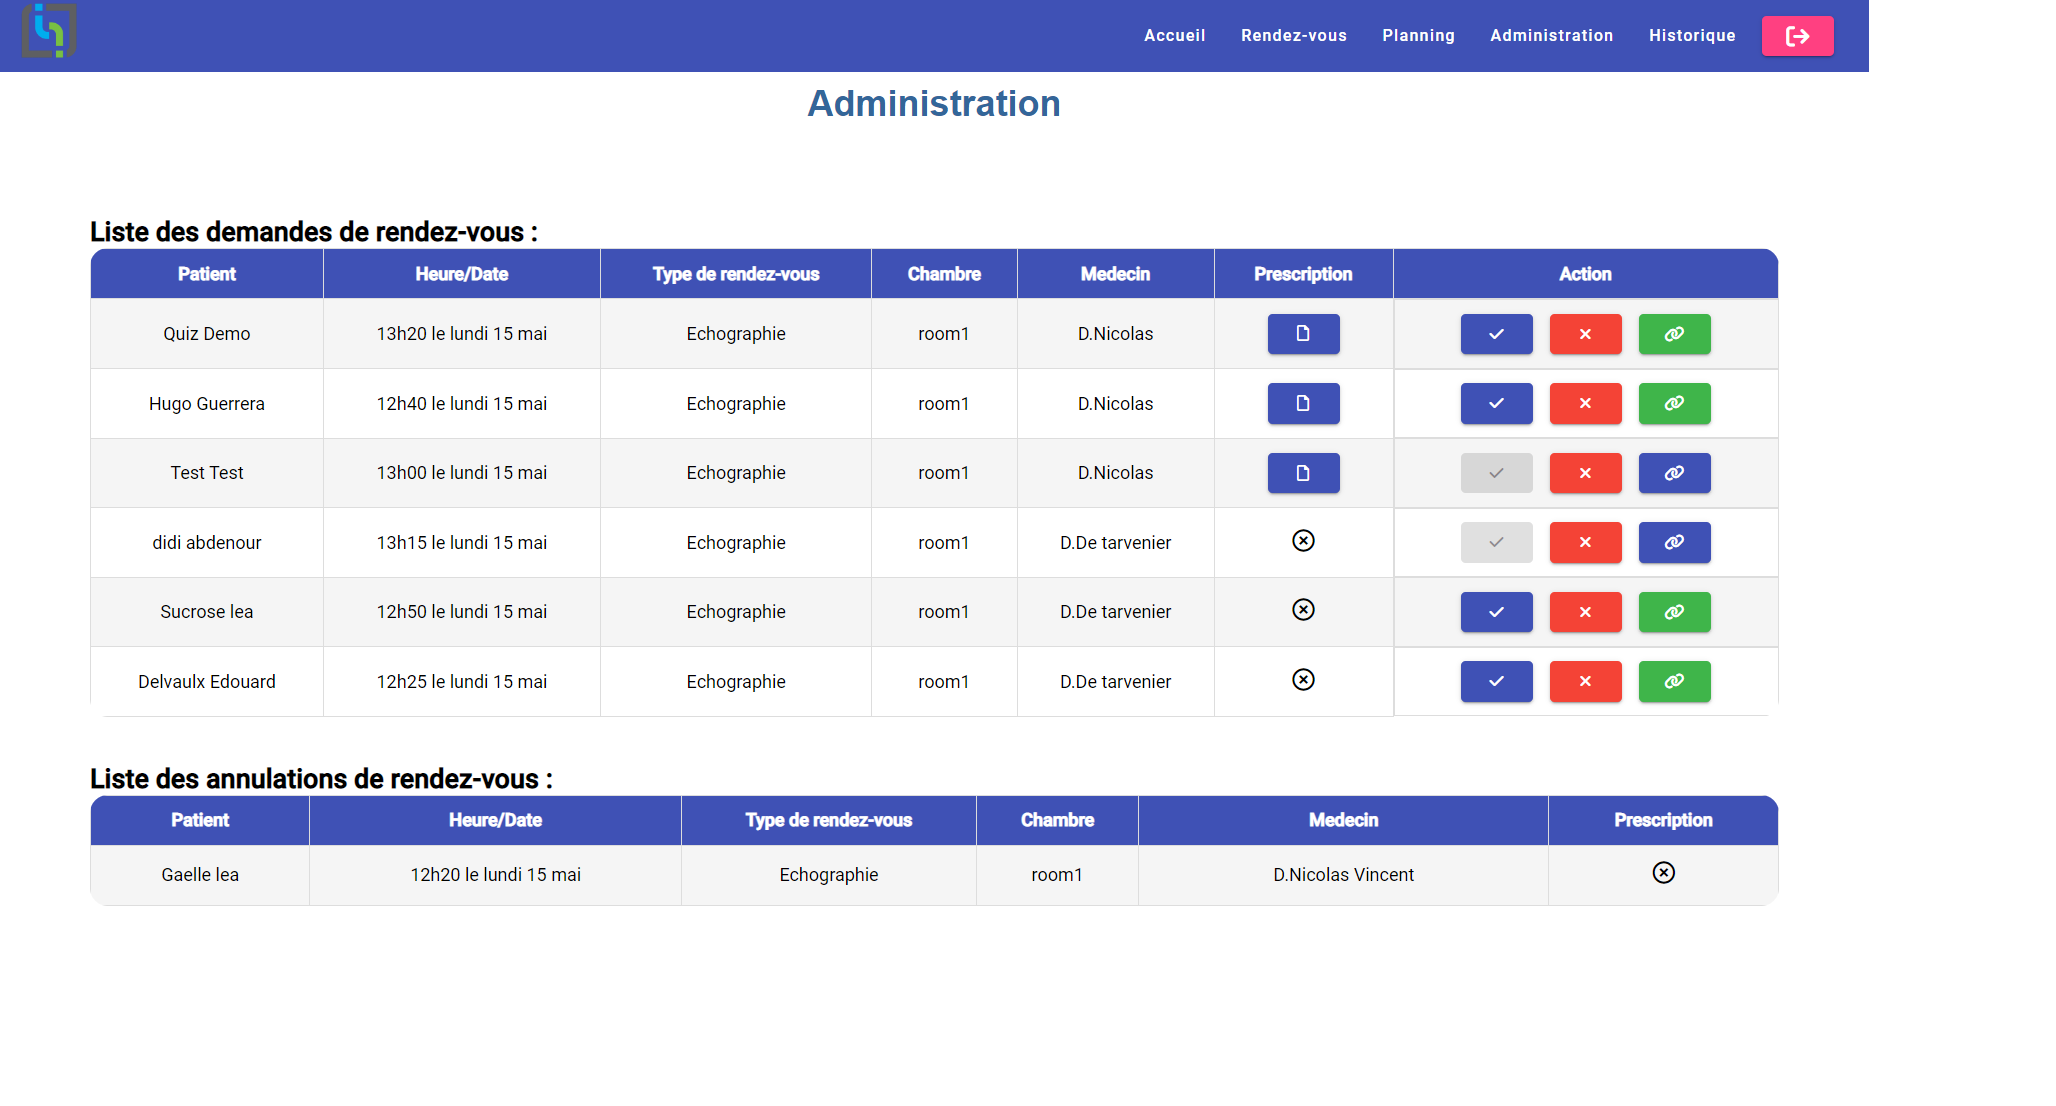 Accueil Rendez-vous Planning Administration Historique
Administration
Liste des demandes de rendez-vous :
Patient Heure/Date Type de rendez-vous Chambre Medecin Prescription Action
Quiz Demo 13h20 le lundi 15 mai Echographie room1 D.Nicolas
Hugo Guerrera 12h40 le lundi 15 mai Echographie room1 D.Nicolas
Test Test 13h00 le lundi 15 mai Echographie room1 D.Nicolas
didi abdenour 13h15 le lundi 15 mai Echographie room1 D.De tarvenier
Sucrose lea 12h50 le lundi 15 mai Echographie room1 D.De tarvenier
Delvaulx Edouard 12h25 le lundi 15 mai Echographie room1 D.De tarvenier
Liste des annulations de rendez-vous :
Patient Heure/Date Type de rendez-vous Chambre Medecin Prescription
Gaelle lea 12h20 le lundi 15 mai Echographie room1 D.Nicolas Vincent